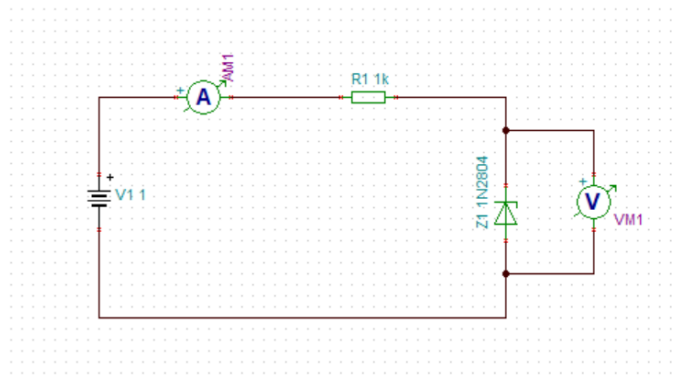 AM1
+
A
R1 1k
+
V1 1
Z1 1N2804
+
V
VM1